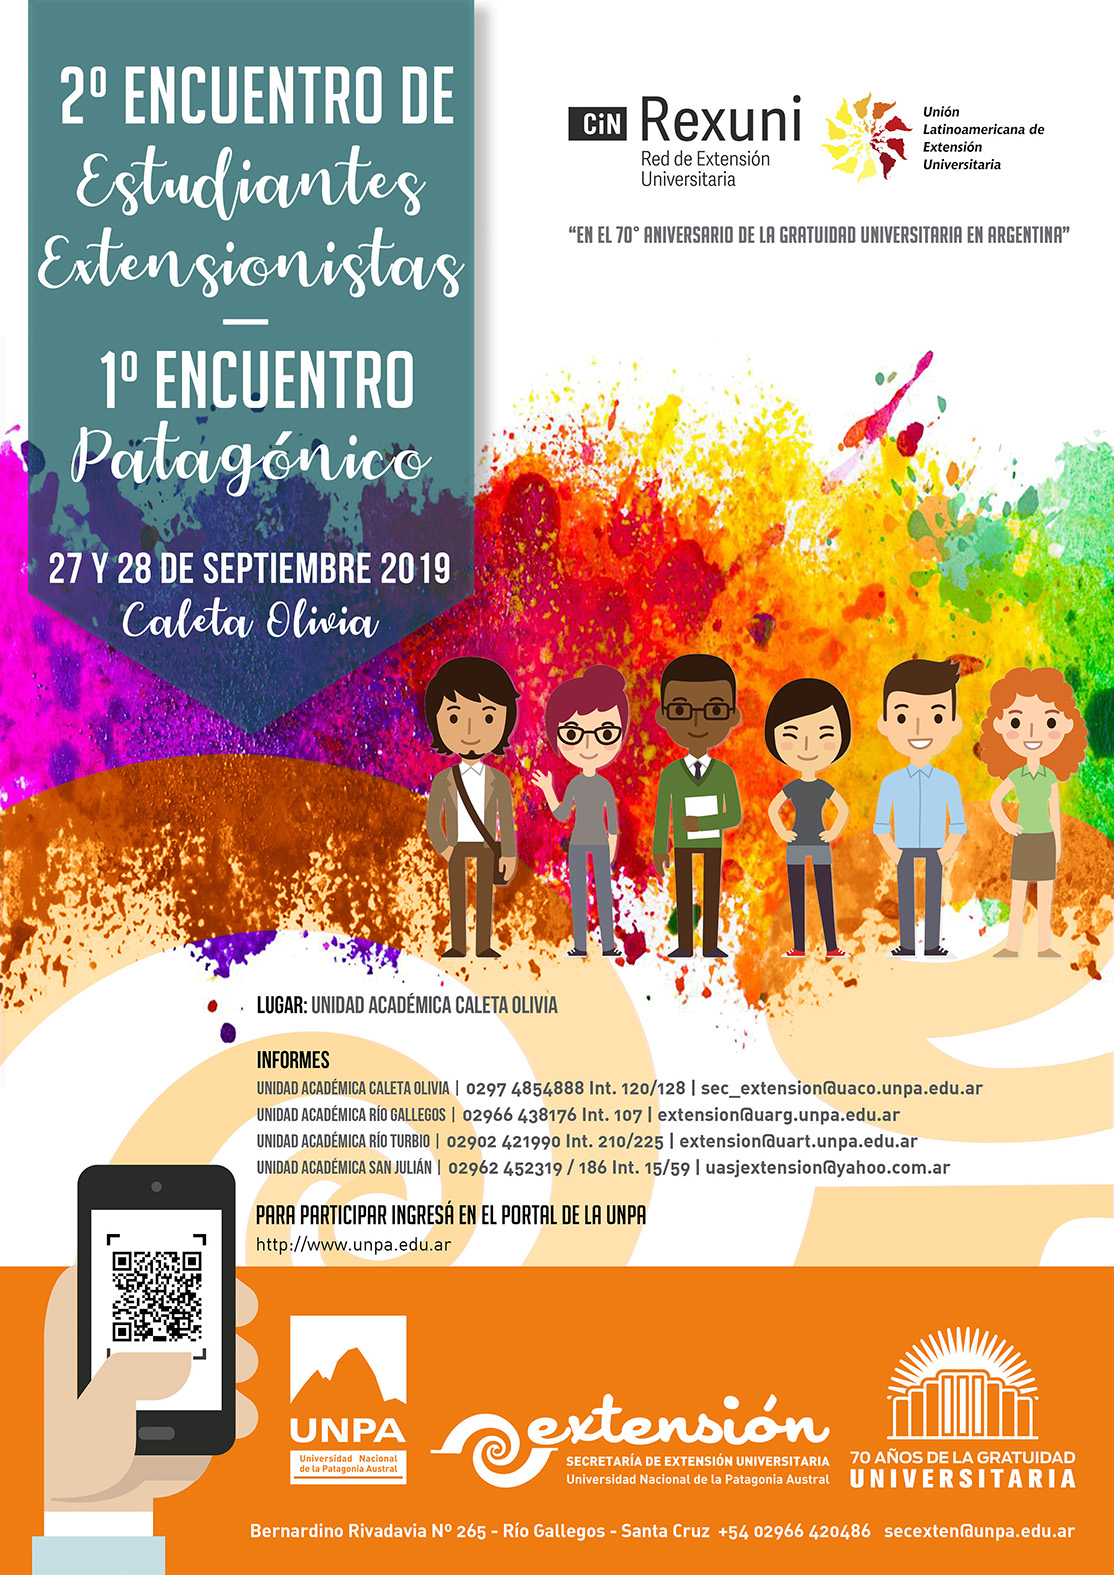 2º ENCUENTRO DE
Estudiantes
Extensionistas
1º ENCUENTRO
Patagónico
27 Y 28 DE SEPTIEMBRE 2019
Caleta Olivia
CiN Rexuni
Red de Extensión
Universitaria
Unión
Latinoamericana de
Extensión
Universitaria
“EN EL 70° ANIVERSARIO DE LA GRATUIDAD UNIVERSITARIA EN ARGENTINA”
LUGAR: UNIDAD ACADÉMICA CALETA OLIVIA
INFORMES
UNIDAD ACADÉMICA CALETA OLIVIA | 0297 4854888 Int. 120/128 | sec_extension@uaco.unpa.edu.ar
UNIDAD ACADÉMICA RÍO GALLEGOS | 02966 438176 Int. 107 | extension@uarg.unpa.edu.ar
UNIDAD ACADÉMICA RÍO TURBIO | 02902 421990 Int. 210/225 | extension@uart.unpa.edu.ar
UNIDAD ACADÉMICA SAN JULIÁN | 02962 452319 / 186 Int. 15/59 | uasjextension@yahoo.com.ar
PARA PARTICIPAR INGRESÁ EN EL PORTAL DE LA UNPA
http://www.unpa.edu.ar
UNPA
Universidad Nacional
de la Patagonia Austral
extensión
SECRETARÍA DE EXTENSIÓN UNIVERSITARIA
Universidad Nacional de la Patagonia Austral
70 AÑOS DE LA GRATUIDAD
UNIVERSITARIA
Bernardino Rivadavia Nº 265 - Río Gallegos - Santa Cruz +54 02966 420486 secexten@unpa.edu.ar